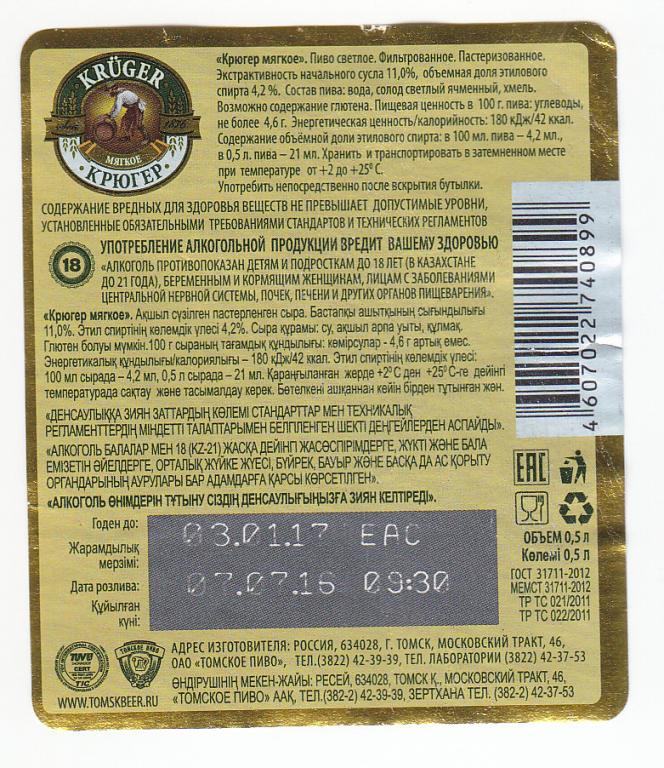 KRÜGER
1876
МЯГКОЕ
КРЮГЕР
«Крюгер мягкое». Пиво светлое. Фильтрованное. Пастеризованное.
Экстрактивность начального сусла 11,0%, объемная доля этилового
спирта 4,2 %. Состав пива: вода, солод светлый ячменный, хмель.
Возможно содержание глютена. Пищевая ценность в 100 г. пива: углеводы,
не более 4,6 г. Энергетическая ценность/калорийность: 180 кДж/42 ккал.
Содержание объёмной доли этилового спирта: в 100 мл. пива – 4,2 мл.,
в 0,5 л. пива – 21 мл. Хранить и транспортировать в затемненном месте
при температуре от +2 до +25⁰ С.
Употребить непосредственно после вскрытия бутылки.
СОДЕРЖАНИЕ ВРЕДНЫХ ДЛЯ ЗДОРОВЬЯ ВЕЩЕСТВ НЕ ПРЕВЫШАЕТ ДОПУСТИМЫЕ УРОВНИ,
УСТАНОВЛЕННЫЕ ОБЯЗАТЕЛЬНЫМИ ТРЕБОВАНИЯМИ СТАНДАРТОВ И ТЕХНИЧЕСКИХ РЕГЛАМЕНТОВ
18
УПОТРЕБЛЕНИЕ АЛКОГОЛЬНОЙ ПРОДУКЦИИ ВРЕДИТ ВАШЕМУ ЗДОРОВЬЮ
«АЛКОГОЛЬ ПРОТИВОПОКАЗАН ДЕТЯМ И ПОДРОСТКАМ ДО 18 ЛЕТ (В КАЗАХСТАНЕ
ДО 21 ГОДА), БЕРЕМЕННЫМ И КОРМЯЩИМ ЖЕНЩИНАМ, ЛИЦАМ С ЗАБОЛЕВАНИЯМИ
ЦЕНТРАЛЬНОЙ НЕРВНОЙ СИСТЕМЫ, ПОЧЕК, ПЕЧЕНИ И ДРУГИХ ОРГАНОВ ПИЩЕВАРЕНИЯ».
«Крюгер мягкое». Ақшыл сүзілген пастерленген сыра. Бастапқы ашытқының сығындылығы
11,0%. Этил спиртінің көлемдік үлесі 4,2%. Сыра құрамы: су, ақшыл арпа уыты, құлмақ.
Глютен болуы мүмкін.100 г сыраның тағамдық құндылығы: көмірсулар - 4,6 г артық емес.
Энергетикалық құндылығы/калориялығы – 180 кДж/42 ккал. Этил спиртінің көлемдік үлесі:
100 мл сырада – 4,2 мл, 0,5 л сырада – 21 мл. Қараңғыланған жерде +2⁰ С ден +25⁰ С-ге дейінгі
температурада сақтау және тасымалдау керек. Бөтелкені ашқаннан кейін бірден тұтынған жөн.
«ДЕНСАУЛЫҚҚА ЗИЯН ЗАТТАРДЫҢ КӨЛЕМІ СТАНДАРТТАР МЕН ТЕХНИКАЛЫҚ
РЕГЛАМЕНТТЕРДІҢ МІНДЕТТІ ТАЛАПТАРЫМЕН БЕЛГІЛЕНГЕН ШЕКТІ ДЕҢГЕЙЛЕРДЕН АСПАЙДЫ».
«АЛКОГОЛЬ БАЛАЛАР МЕН 18 (KZ-21) ЖАСҚА ДЕЙІНГІ ЖАСӨСПІРІМДЕРГЕ, ЖҮКТІ ЖӘНЕ БАЛА
ЕМІЗЕТІН ӘЙЕЛДЕРГЕ, ОРТАЛЫҚ ЖҮЙКЕ ЖҮЕСІ, БҮЙРЕК, БАУЫР ЖӘНЕ БАСҚА ДА АС ҚОРЫТУ
ОРГАНДАРЫНЫҢ АУРУЛАРЫ БАР АДАМДАРҒА ҚАРСЫ КӨРСЕТІЛГЕН».
«АЛКОГОЛЬ ӨНІМДЕРІН ТҰТЫНУ СІЗДІҢ ДЕНСАУЛЫҒЫҢЫЗҒА ЗИЯН КЕЛТІРЕДІ».
4 607022 740899
EAC
ОБЪЕМ 0,5 л
Көлемі 0,5 л
ГОСТ 31711-2012
МЕМСТ 31711-2012
ТР ТС 021/2011
ТР ТС 022/2011
Годен до:
Жарамдылық
мерзімі:
03.01.17 EAC
Дата розлива:
Құйылған
күні:
07.07.16 09:30
CERT
TIC
ТОМСКОЕ ПИВО
WWW.TOMSKBEER.RU
АДРЕС ИЗГОТОВИТЕЛЯ: РОССИЯ, 634028, Г. ТОМСК, МОСКОВСКИЙ ТРАКТ, 46,
ОАО «ТОМСКОЕ ПИВО», ТЕЛ.(3822) 42-39-39, ТЕЛ. ЛАБОРАТОРИИ (3822) 42-37-53
ӨНДІРУШІНІҢ МЕКЕН-ЖАЙЫ: РЕСЕЙ, 634028, ТОМСК Қ., МОСКОВСКИЙ ТРАКТ, 46,
«ТОМСКОЕ ПИВО» ААҚ, ТЕЛ.(382-2) 42-39-39, ЗЕРТХАНА ТЕЛ. (382-2) 42-37-53